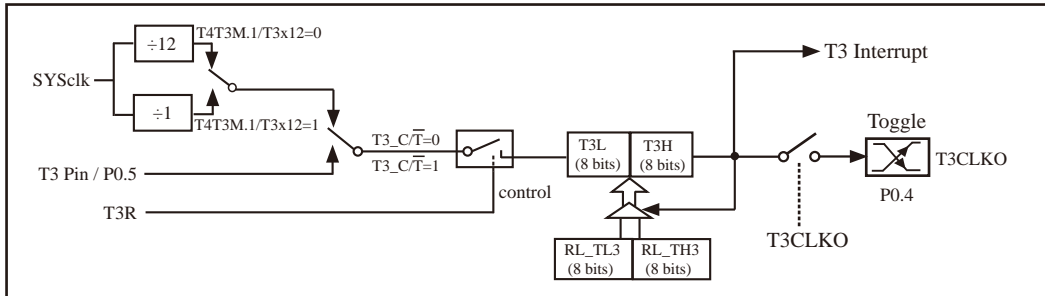 ÷12
T4T3M.1/T3x12=0
SYSclk
÷1
T4T3M.1/T3x12=1
T3_C/T̅=0
T3_C/T̅=1
T3 Pin / P0.5
T3R
control
T3L
(8 bits)
T3H
(8 bits)
RL_TL3
(8 bits)
RL_TH3
(8 bits)
T3 Interrupt
Toggle
T3CLKO
P0.4
T3CLKO